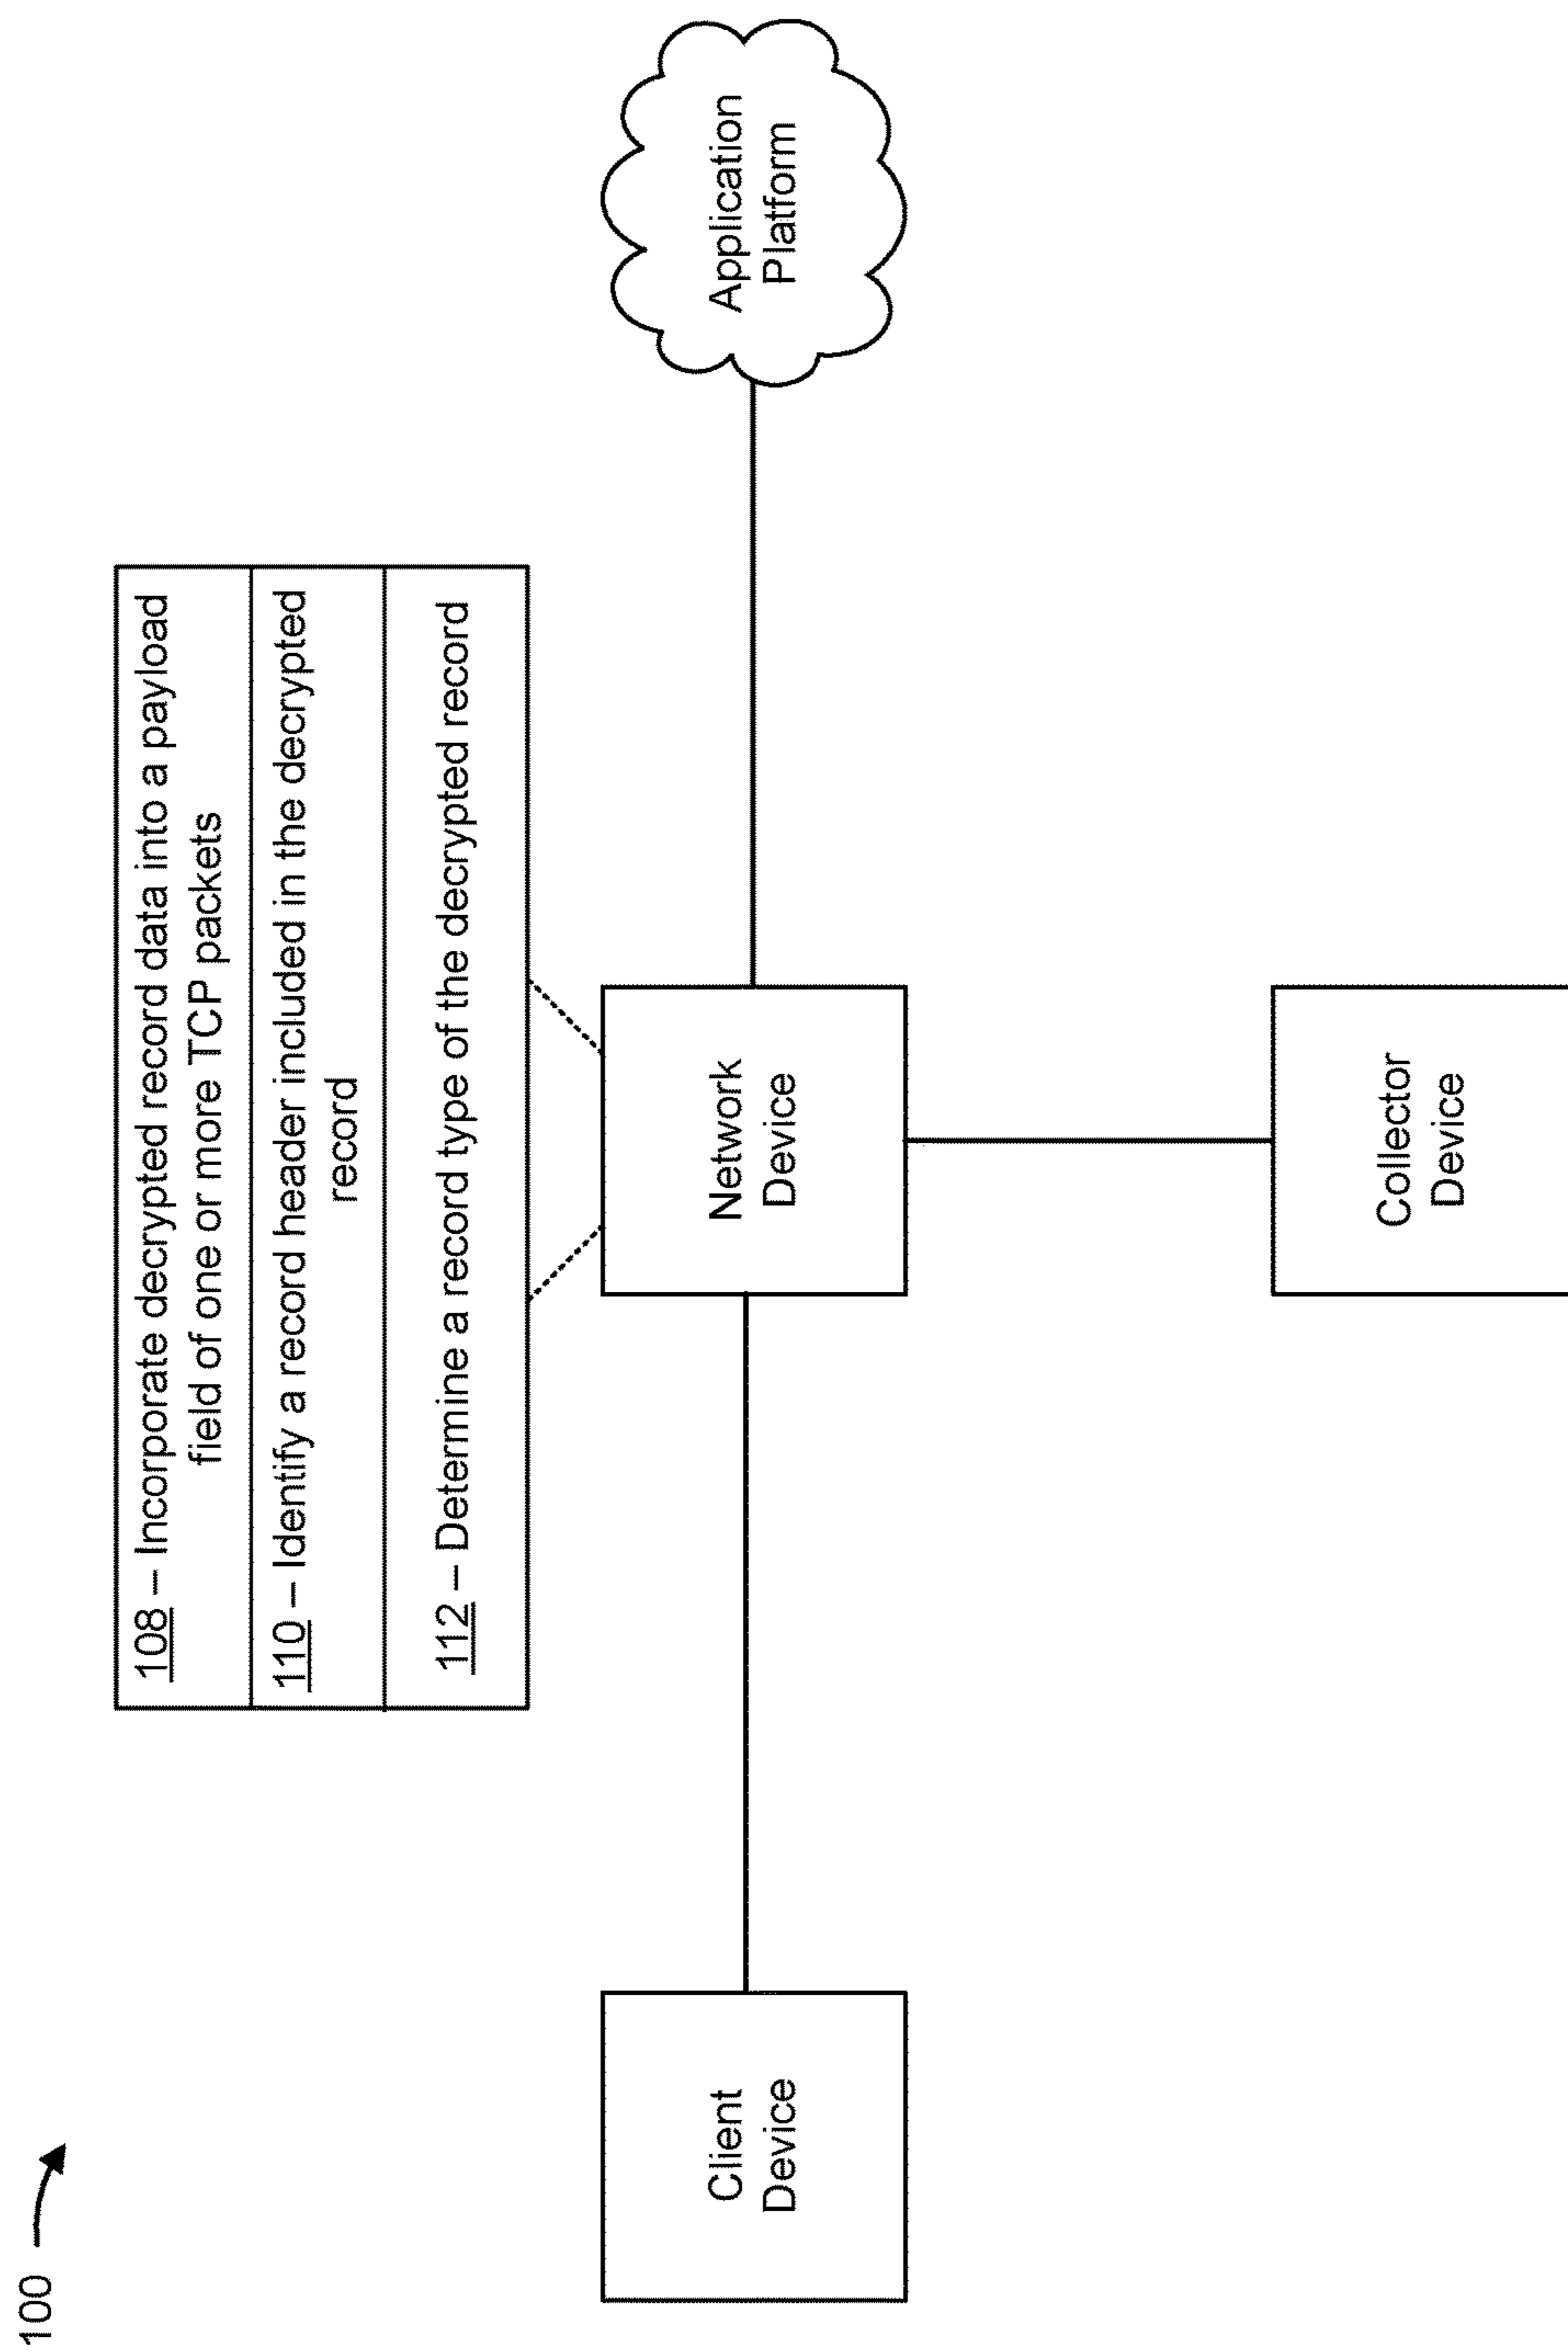 100
108 – Incorporate decrypted record data into a payload
field of one or more TCP packets
110 – Identify a record header included in the decrypted
record
112 – Determine a record type of the decrypted record
Client
Device
Network
Device
Application
Platform
Collector
Device